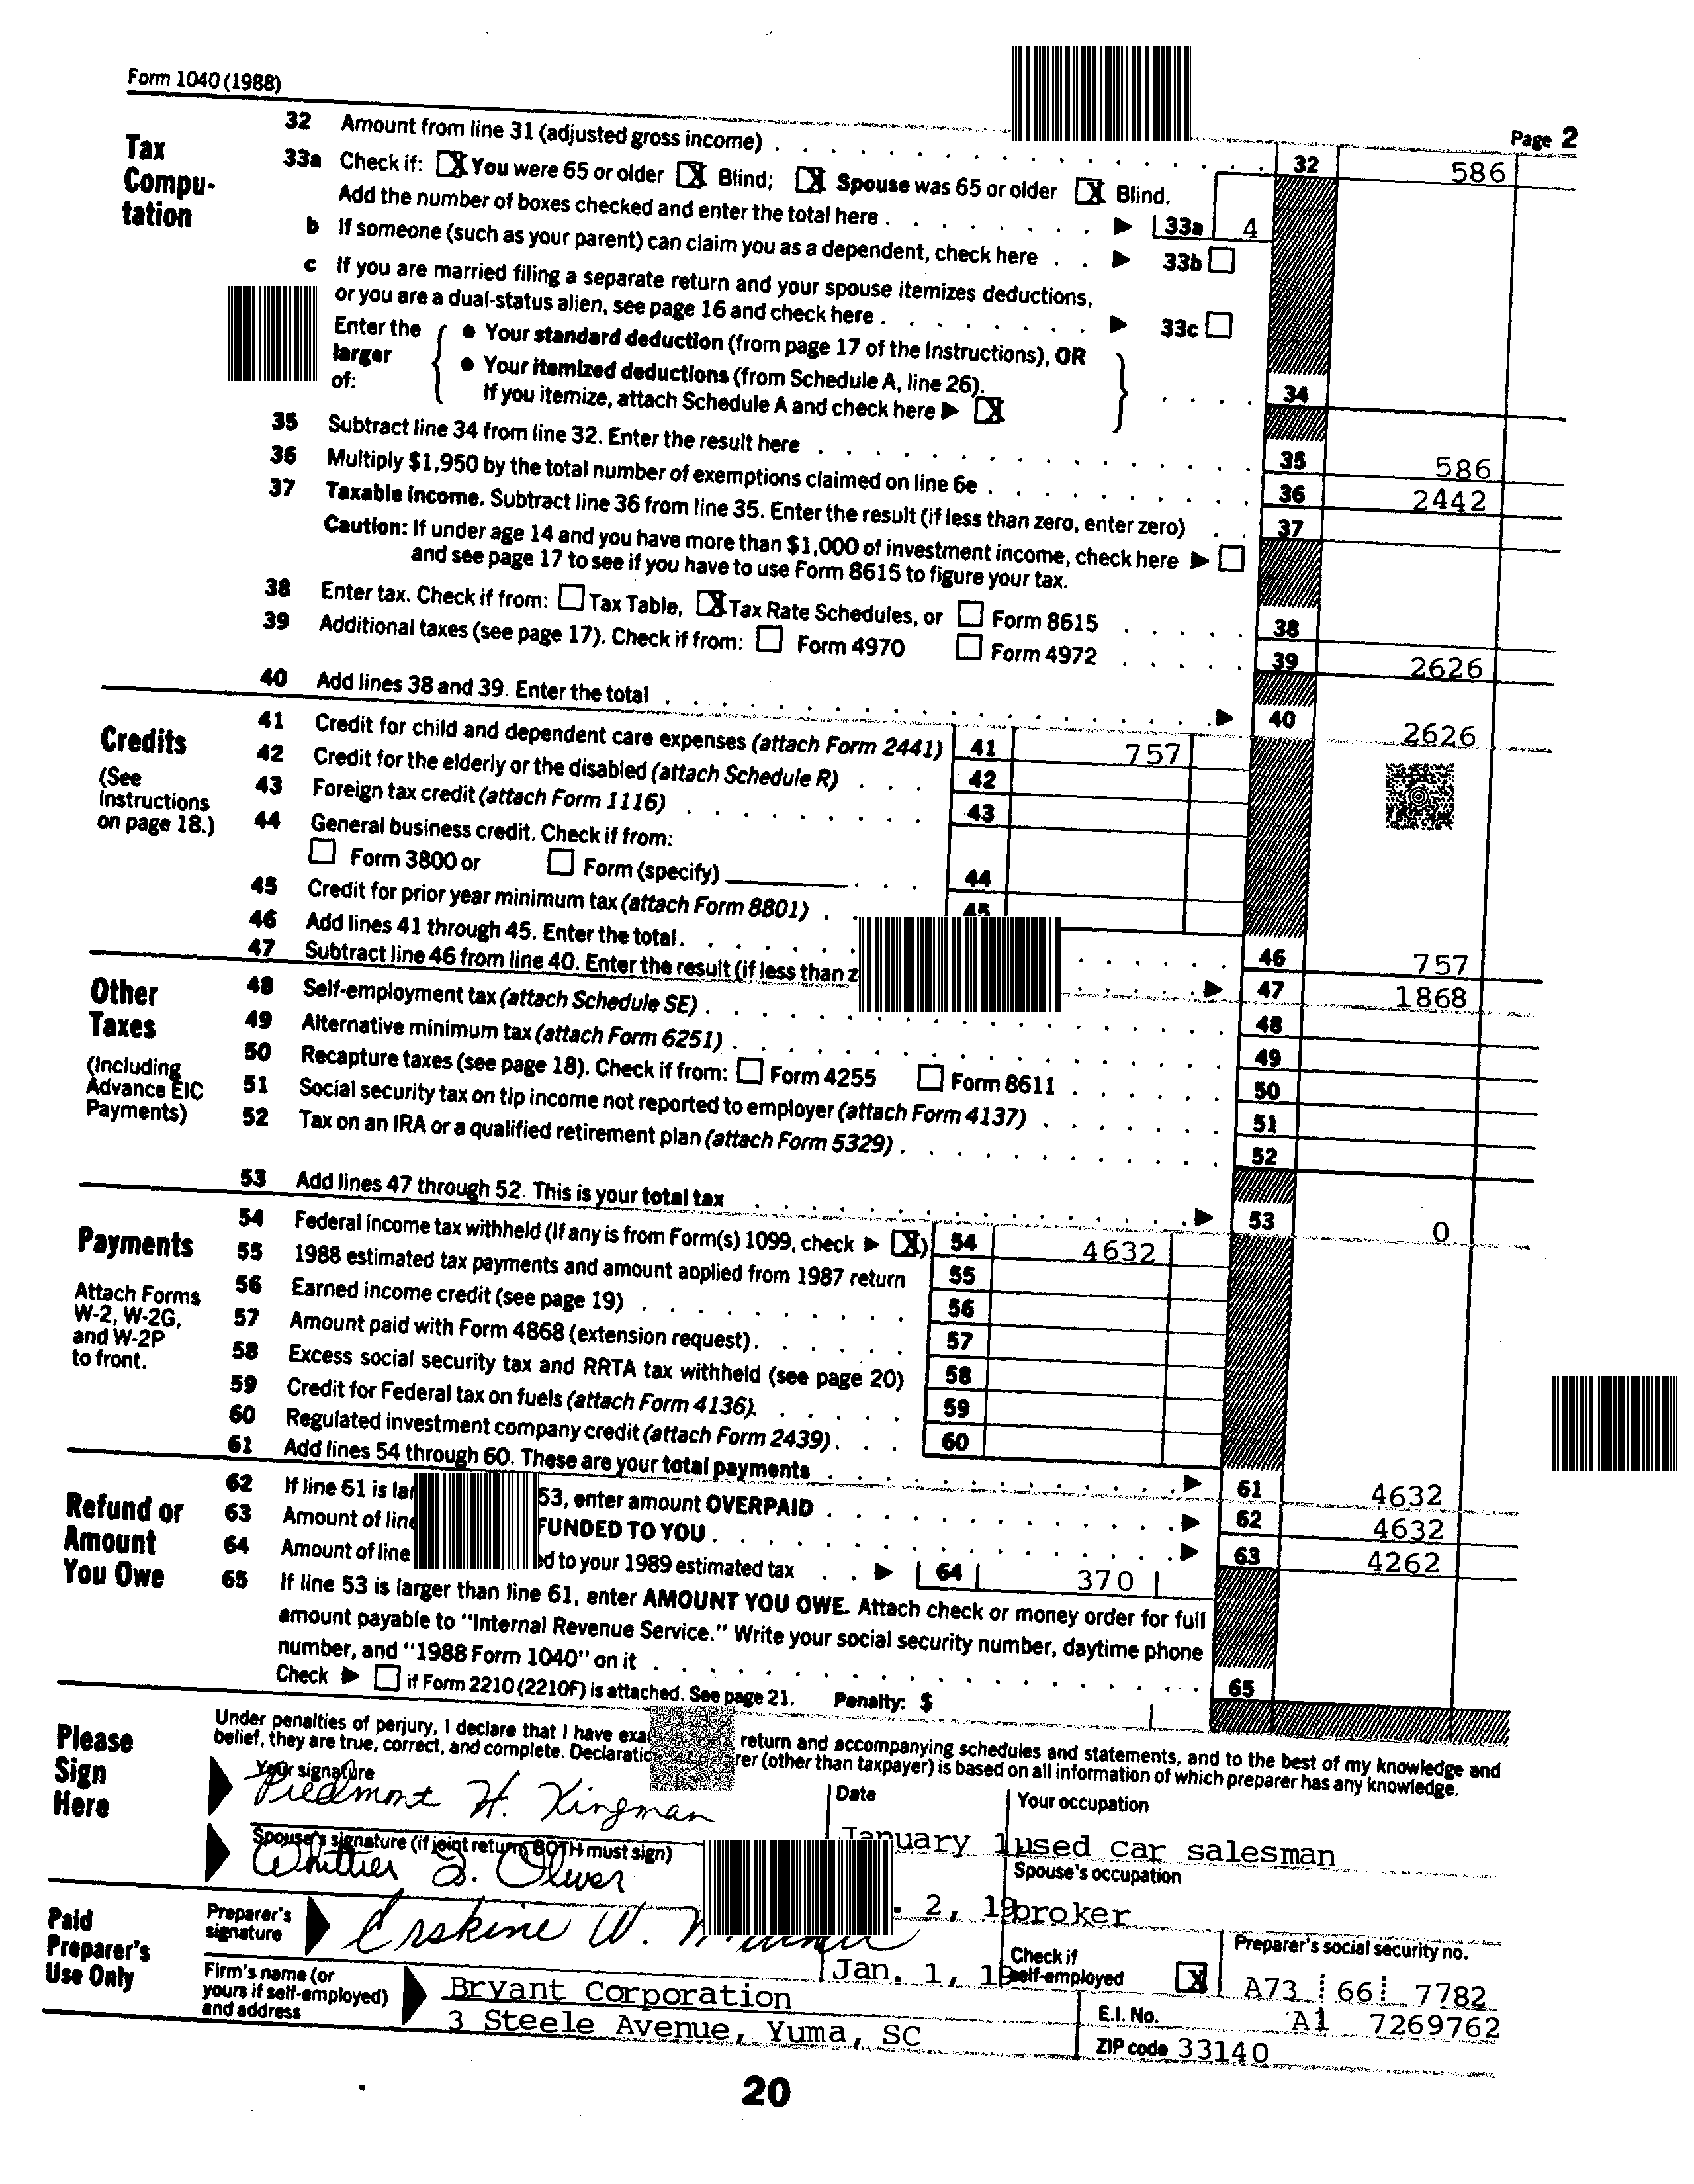 Form 1040 (1988)
Page 2
Tax Compu-tation
32 Amount from line 31 (adjusted gross income) 32 586
33a Check if: X You were 65 or older X Blind; X Spouse was 65 or older X Blind.
Add the number of boxes checked and enter the total here 33a 4
b If someone (such as your parent) can claim you as a dependent, check here 33b
c If you are married filing a separate return and your spouse itemizes deductions,
or you are a dual-status alien, see page 16 and check here 33c
Enter the larger of:
• Your standard deduction (from page 17 of the Instructions), OR
• Your itemized deductions (from Schedule A, line 26).
If you itemize, attach Schedule A and check here X 34
35 Subtract line 34 from line 32. Enter the result here 35 586
36 Multiply $1,950 by the total number of exemptions claimed on line 6e 36 2442
37 Taxable income. Subtract line 36 from line 35. Enter the result (if less than zero, enter zero) 37
Caution: If under age 14 and you have more than $1,000 of investment income, check here
and see page 17 to see if you have to use Form 8615 to figure your tax.
38 Enter tax. Check if from: Tax Table, X Tax Rate Schedules, or Form 8615 38
39 Additional taxes (see page 17). Check if from: Form 4970 Form 4972 39 2626
40 Add lines 38 and 39. Enter the total 40 2626
Credits
(See Instructions on page 18.)
41 Credit for child and dependent care expenses (attach Form 2441) 41 757
42 Credit for the elderly or the disabled (attach Schedule R) 42
43 Foreign tax credit (attach Form 1116) 43
44 General business credit. Check if from:
Form 3800 or Form (specify) 44
45 Credit for prior year minimum tax (attach Form 8801) 45
46 Add lines 41 through 45. Enter the total. 46 757
47 Subtract line 46 from line 40. Enter the result (if less than 47 1868
Other Taxes
(Including Advance EIC Payments)
48 Self-employment tax (attach Schedule SE) 48
49 Alternative minimum tax (attach Form 6251) 49
50 Recapture taxes (see page 18). Check if from: Form 4255 Form 8611 50
51 Social security tax on tip income not reported to employer (attach Form 4137) 51
52 Tax on an IRA or a qualified retirement plan (attach Form 5329) 52
53 Add lines 47 through 52. This is your total tax 53 0
Payments
Attach Forms W-2, W-2G, and W-2P to front.
54 Federal income tax withheld (If any is from Form(s) 1099, check X) 54 4632
55 1988 estimated tax payments and amount applied from 1987 return 55
56 Earned income credit (see page 19) 56
57 Amount paid with Form 4868 (extension request) 57
58 Excess social security tax and RRTA tax withheld (see page 20) 58
59 Credit for Federal tax on fuels (attach Form 4136). 59
60 Regulated investment company credit (attach Form 2439) 60
61 Add lines 54 through 60. These are your total payments 61 4632
Refund or Amount You Owe
62 If line 61 is 53, enter amount OVERPAID 62 4632
63 Amount of line FUNDED TO YOU 63 4262
64 Amount of line ed to your 1989 estimated tax 64 370
65 If line 53 is larger than line 61, enter AMOUNT YOU OWE. Attach check or money order for full
amount payable to "Internal Revenue Service." Write your social security number, daytime phone
number, and "1988 Form 1040" on it 65
Check if Form 2210 (2210F) is attached. See page 21. Penalty: $
Please Sign Here
Under penalties of perjury, I declare that I have return and accompanying schedules and statements, and to the best of my knowledge and
belief, they are true, correct, and complete. rer (other than taxpayer) is based on all information of which preparer has any knowledge.
Your signature Date Your occupation
Piedmont H. Kingman January 1 used car salesman
Spouse's signature (if joint return, BOTH must sign) Spouse's occupation
Whittier S. Oliver . 2, 19 broker
Paid Preparer's Use Only
Preparer's signature Erskine W. Jan. 1, 19 Check if self-employed X Preparer's social security no. A73 66 7782
Firm's name (or yours if self-employed) and address
Bryant Corporation E.I. No. A1 7269762
3 Steele Avenue, Yuma, SC ZIP code 33140
20